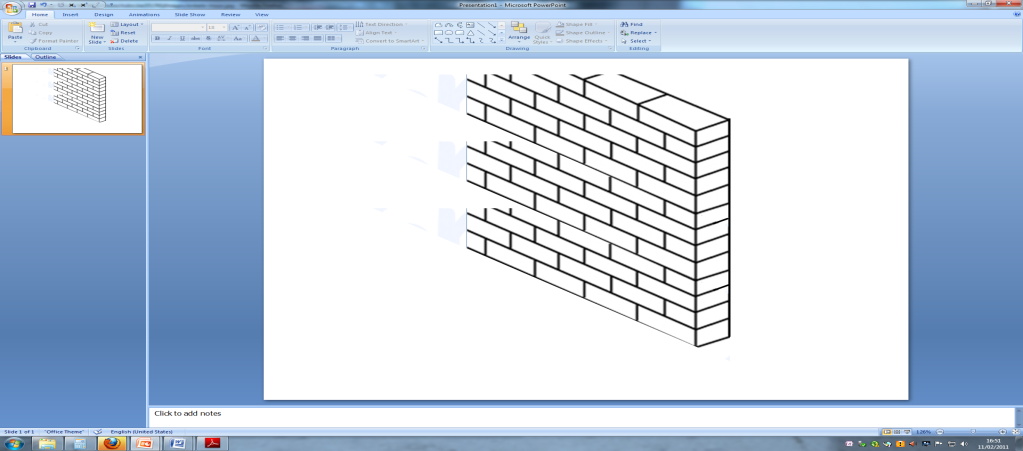 Presentation1 - Microsoft PowerPoint
Home Insert Design Animations Slide Show Review View
Paste
Cut
Copy
Format Painter
Clipboard
New Slide
Layout
Reset
Delete
Slides
Font
Text Direction
Align Text
Convert to SmartArt
Paragraph
Arrange
Quick Styles
Shape Fill
Shape Outline
Shape Effects
Drawing
Find
Replace
Select
Editing
Slides Outline
1
Click to add notes
Slide 1 of 1 "Office Theme" English (United States) 126%
16:51
11/02/2011